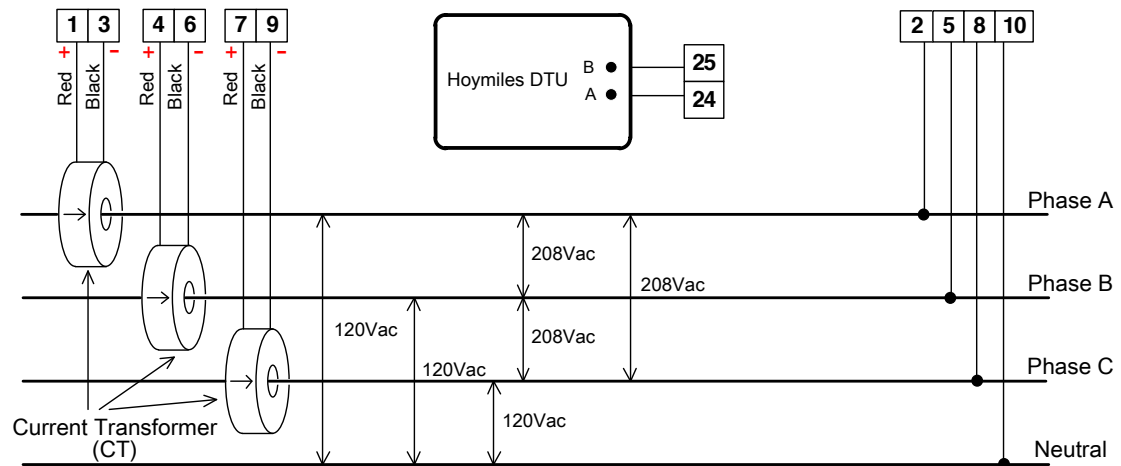 1 3 4 6 7 9 2 5 8 10
+ - + - + -
Red Black Red Black Red Black
Hoymiles DTU
B 25
A 24
Phase A
208Vac
208Vac
Phase B
120Vac
208Vac
120Vac
Phase C
120Vac
Current Transformer
(CT)
Neutral